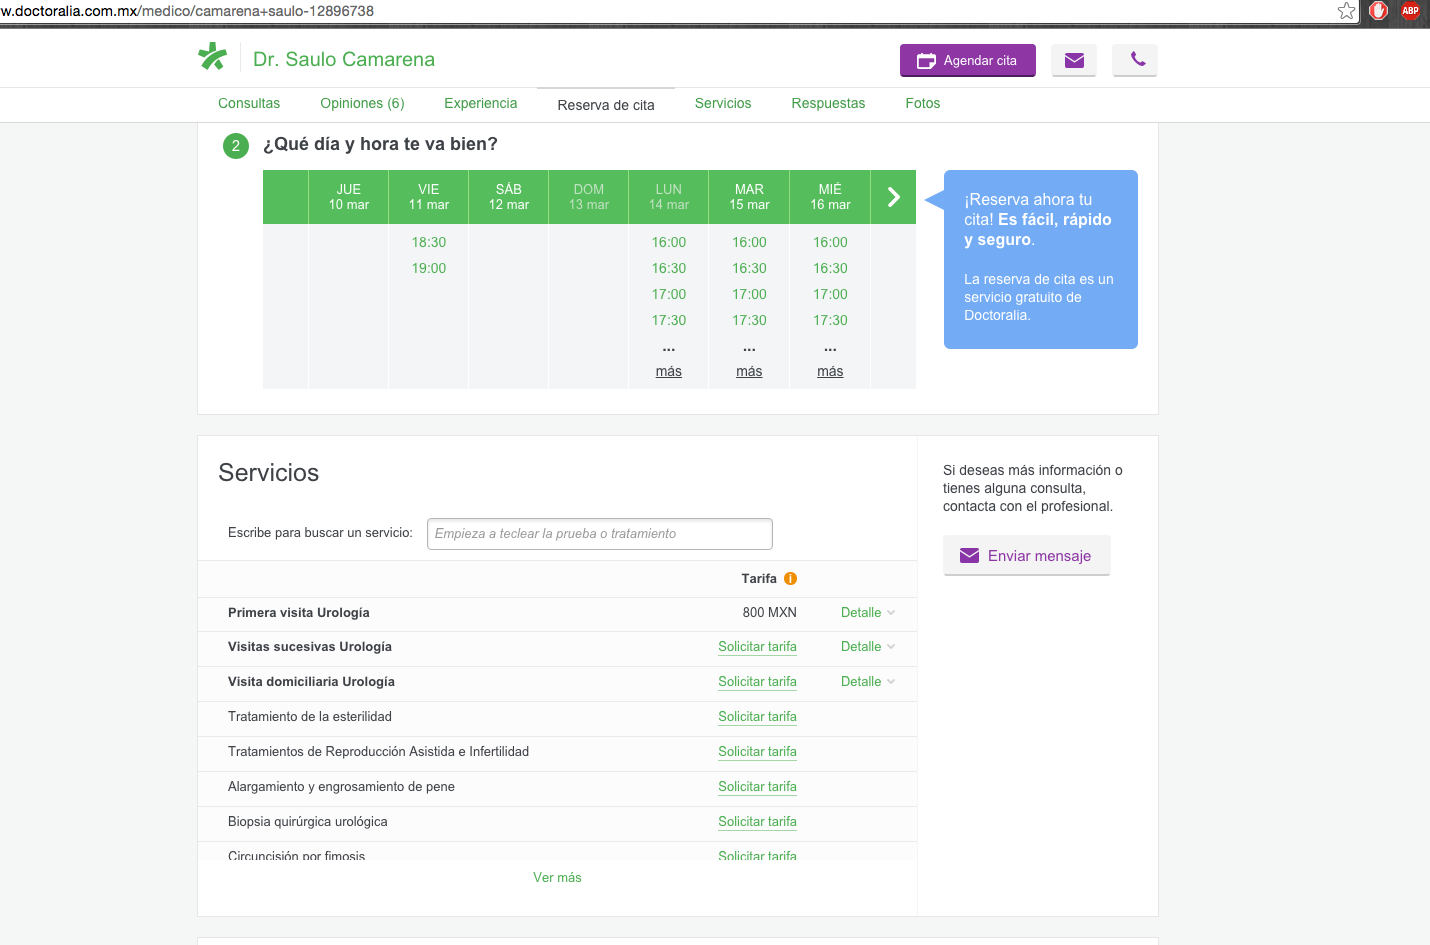 w.doctoralia.com.mx/medico/camarena+saulo-12896738
ABP
Dr. Saulo Camarena
Agendar cita
Consultas Opiniones (6) Experiencia Reserva de cita Servicios Respuestas Fotos
2 ¿Qué día y hora te va bien?
JUE VIE SÁB DOM LUN MAR MIÉ
10 mar 11 mar 12 mar 13 mar 14 mar 15 mar 16 mar
18:30 16:00 16:00 16:00
19:00 16:30 16:30 16:30
17:00 17:00 17:00
17:30 17:30 17:30
... ... ...
más más más
¡Reserva ahora tu
cita! Es fácil, rápido
y seguro.
La reserva de cita es un
servicio gratuito de
Doctoralia.
Servicios
Escribe para buscar un servicio: Empieza a teclear la prueba o tratamiento
Tarifa i
Primera visita Urología 800 MXN Detalle
Visitas sucesivas Urología Solicitar tarifa Detalle
Visita domiciliaria Urología Solicitar tarifa Detalle
Tratamiento de la esterilidad Solicitar tarifa
Tratamientos de Reproducción Asistida e Infertilidad Solicitar tarifa
Alargamiento y engrosamiento de pene Solicitar tarifa
Biopsia quirúrgica urológica Solicitar tarifa
Circuncisión por fimosis Solicitar tarifa
Ver más
Si deseas más información o
tienes alguna consulta,
contacta con el profesional.
Enviar mensaje